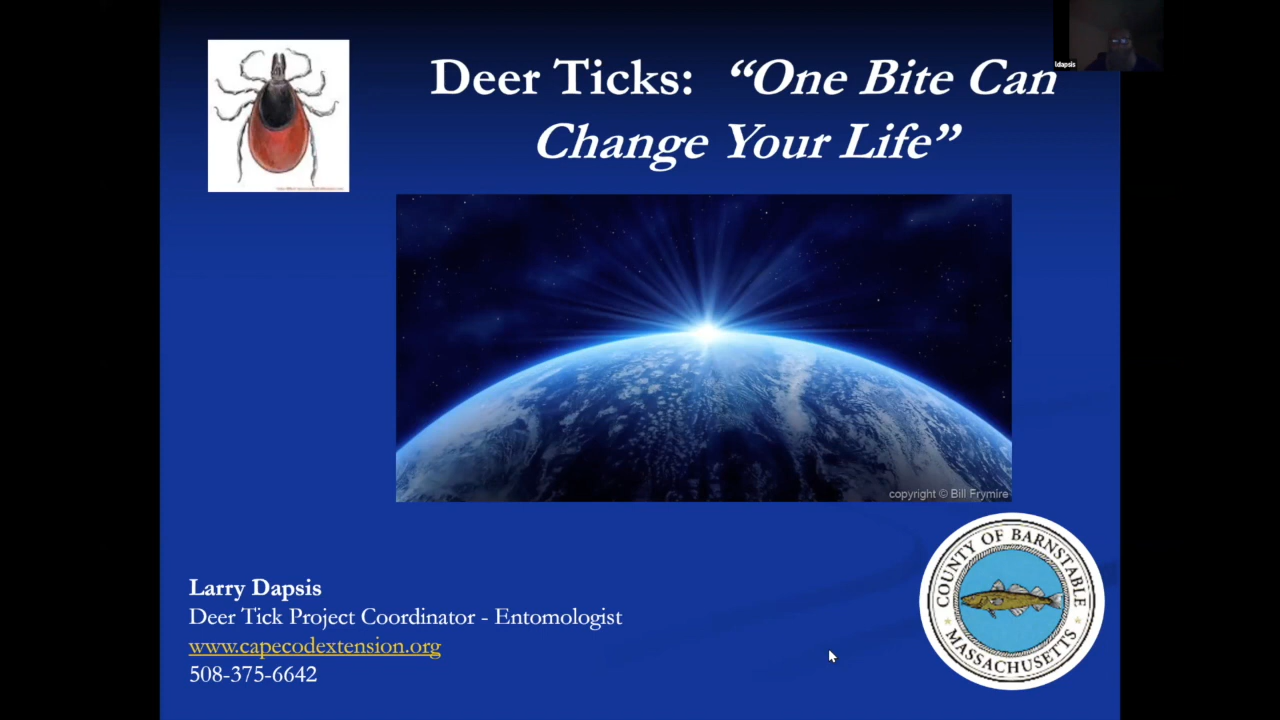 Deer Ticks: “One Bite Can
Change Your Life”
ldapsis
copyright © Bill Frymire
Larry Dapsis
Deer Tick Project Coordinator - Entomologist
www.capecodextension.org
508-375-6642
COUNTY OF BARNSTABLE
MASSACHUSETTS